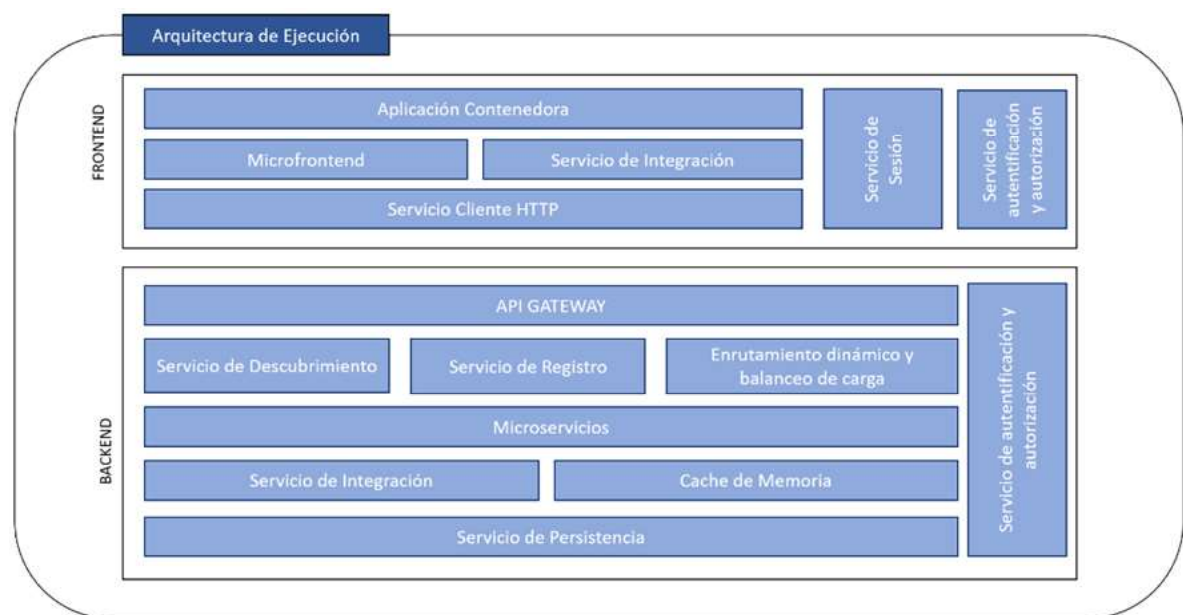 Arquitectura de Ejecución
FRONTEND
Aplicación Contenedora
Microfrontend
Servicio de Integración
Servicio Cliente HTTP
Servicio de
Sesión
Servicio de
autentificación
y autorización
BACKEND
API GATEWAY
Servicio de Descubrimiento
Servicio de Registro
Enrutamiento dinámico y
balanceo de carga
Microservicios
Servicio de Integración
Cache de Memoria
Servicio de Persistencia
Servicio de autentificación y
autorización